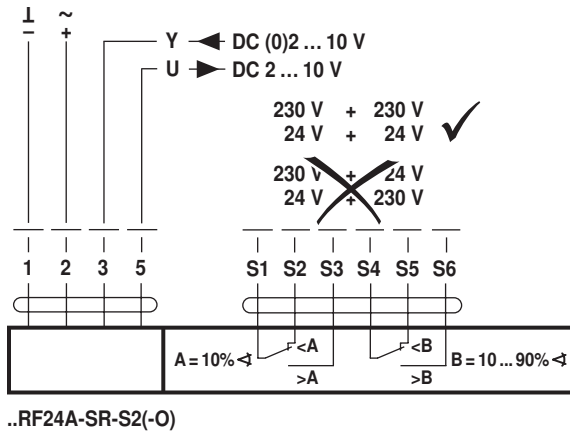 ⊥ ~
– +
Y DC (0)2 ... 10 V
U DC 2 ... 10 V
230 V + 230 V
24 V + 24 V ✓
230 V + 24 V
24 V + 230 V
1 2 3 5 S1 S2 S3 S4 S5 S6
A = 10% ∢ <A <B B = 10 ... 90% ∢
>A >B
..RF24A-SR-S2(-O)